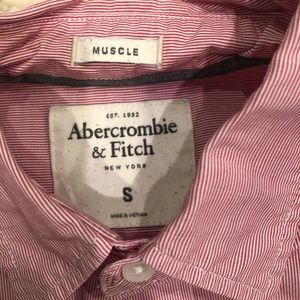 MUSCLE
EST. 1892
Abercrombie
& Fitch
NEW YORK
S
MADE IN VIETNAM